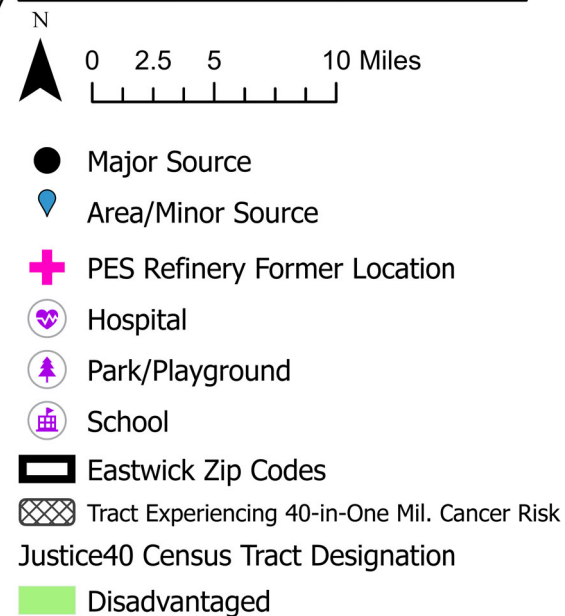 N
0 2.5 5 10 Miles
Major Source
Area/Minor Source
PES Refinery Former Location
Hospital
Park/Playground
School
Eastwick Zip Codes
Tract Experiencing 40-in-One Mil. Cancer Risk
Justice40 Census Tract Designation
Disadvantaged